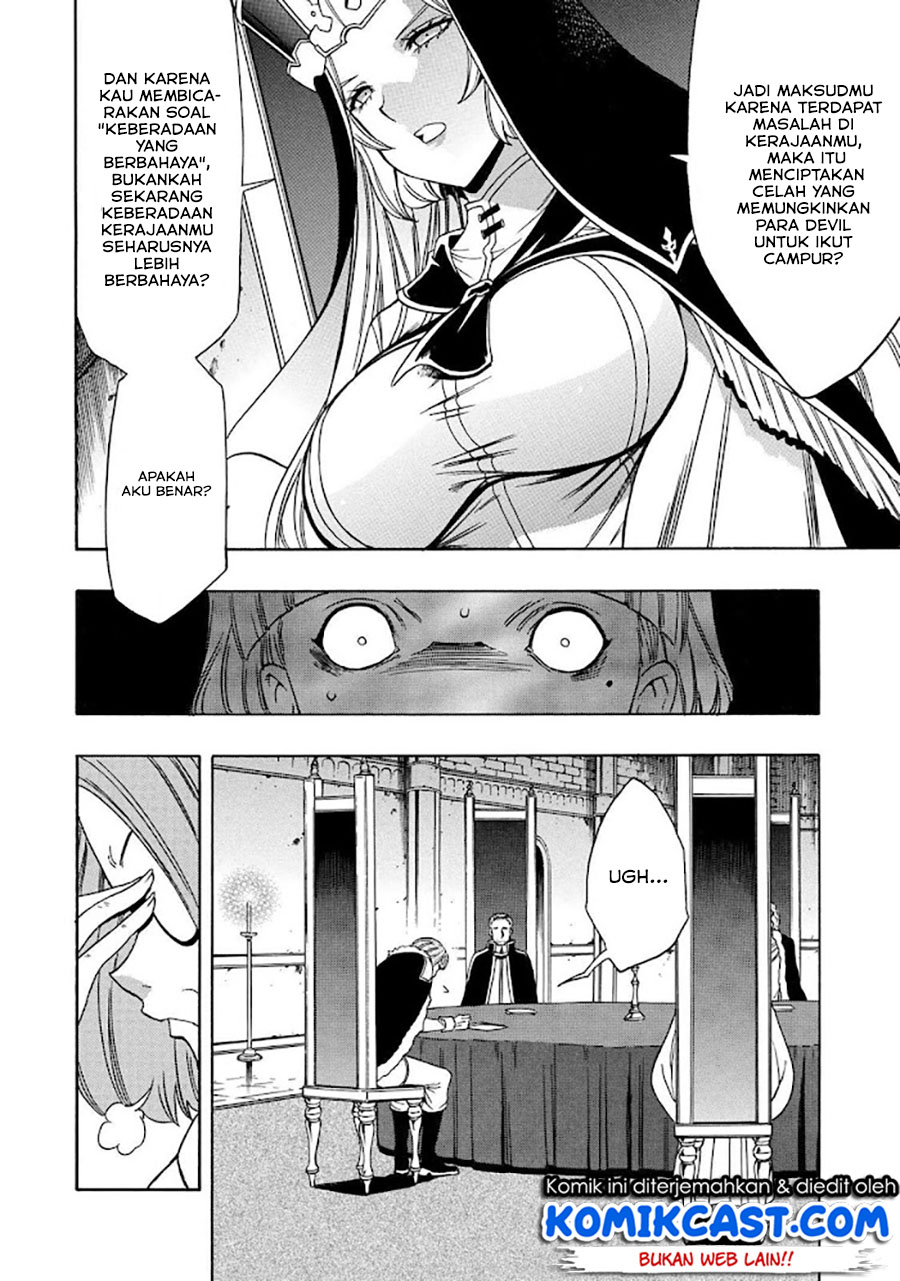 JADI MAKSUDMU
KARENA TERDAPAT
MASALAH DI
KERAJAANMU,
MAKA ITU
MENCIPTAKAN
CELAH YANG
MEMUNGKINKAN
PARA DEVIL
UNTUK IKUT
CAMPUR?
DAN KARENA
KAU MEMBICA-
RAKAN SOAL
"KEBERADAAN
YANG
BERBAHAYA",
BUKANKAH
SEKARANG
KEBERADAAN
KERAJAANMU
SEHARUSNYA
LEBIH
BERBAHAYA?
APAKAH
AKU BENAR?
UGH...
Komik ini diterjemahkan & diedit oleh
KOMIKCAST.COM
BUKAN WEB LAIN!!